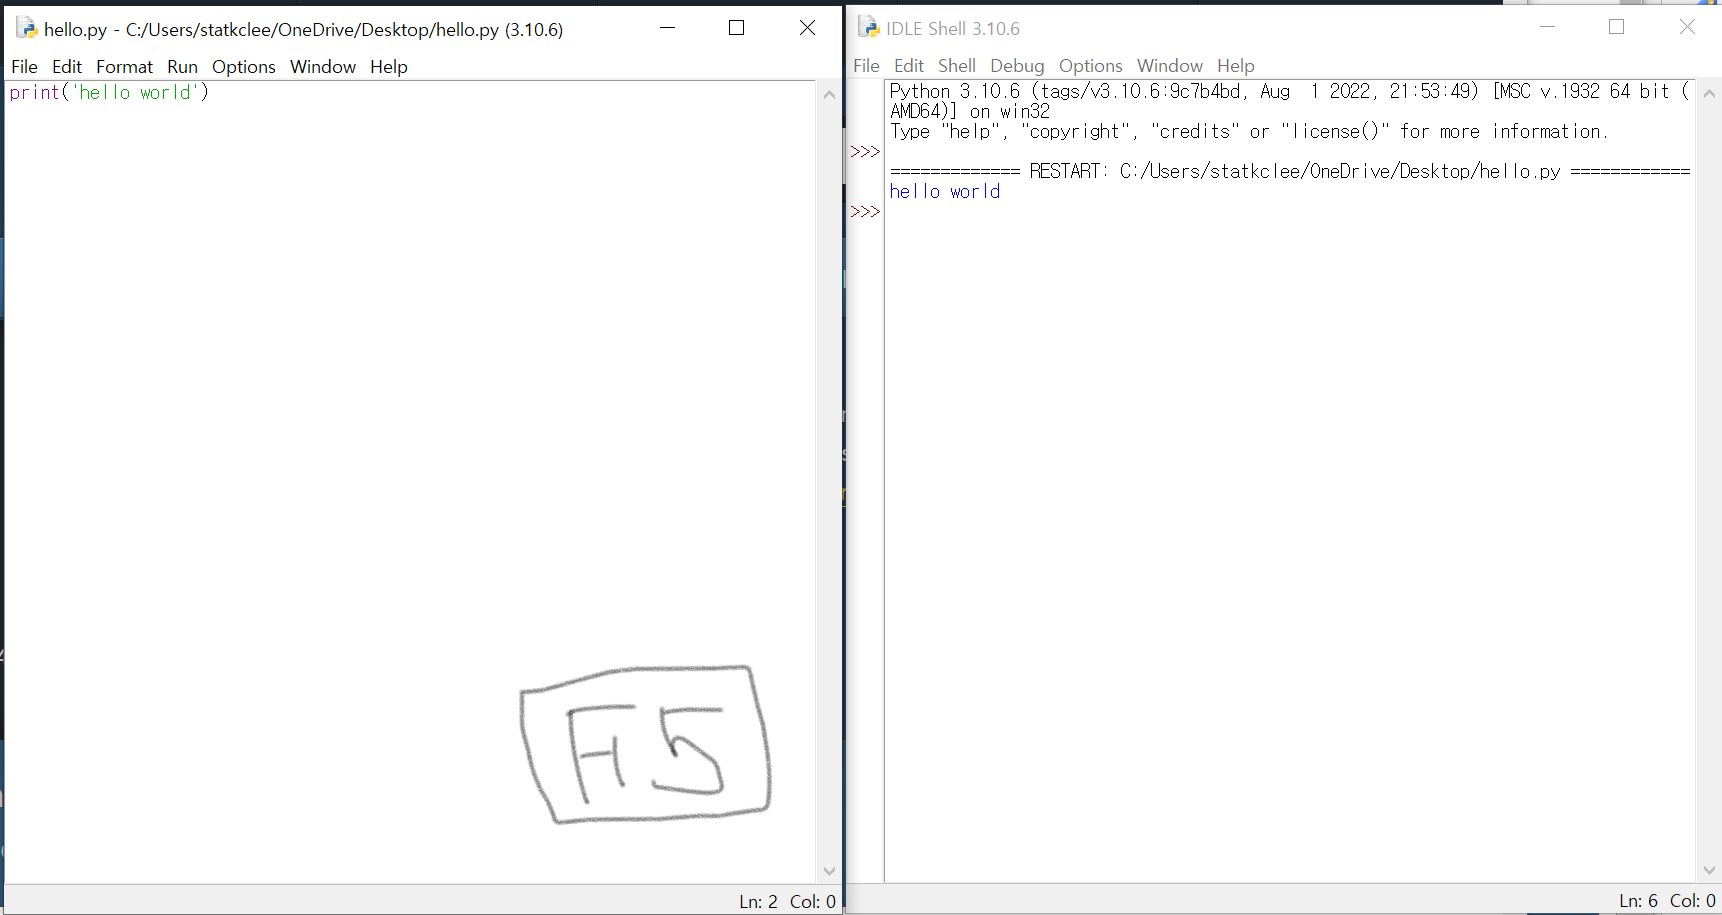 hello.py - C:/Users/statkclee/OneDrive/Desktop/hello.py (3.10.6)
File Edit Format Run Options Window Help
print('hello world')
F5
Ln: 2 Col: 0
IDLE Shell 3.10.6
File Edit Shell Debug Options Window Help
Python 3.10.6 (tags/v3.10.6:9c7b4bd, Aug  1 2022, 21:53:49) [MSC v.1932 64 bit (
AMD64)] on win32
Type "help", "copyright", "credits" or "license()" for more information.
>>>
============= RESTART: C:/Users/statkclee/OneDrive/Desktop/hello.py ============
hello world
>>>
Ln: 6 Col: 0